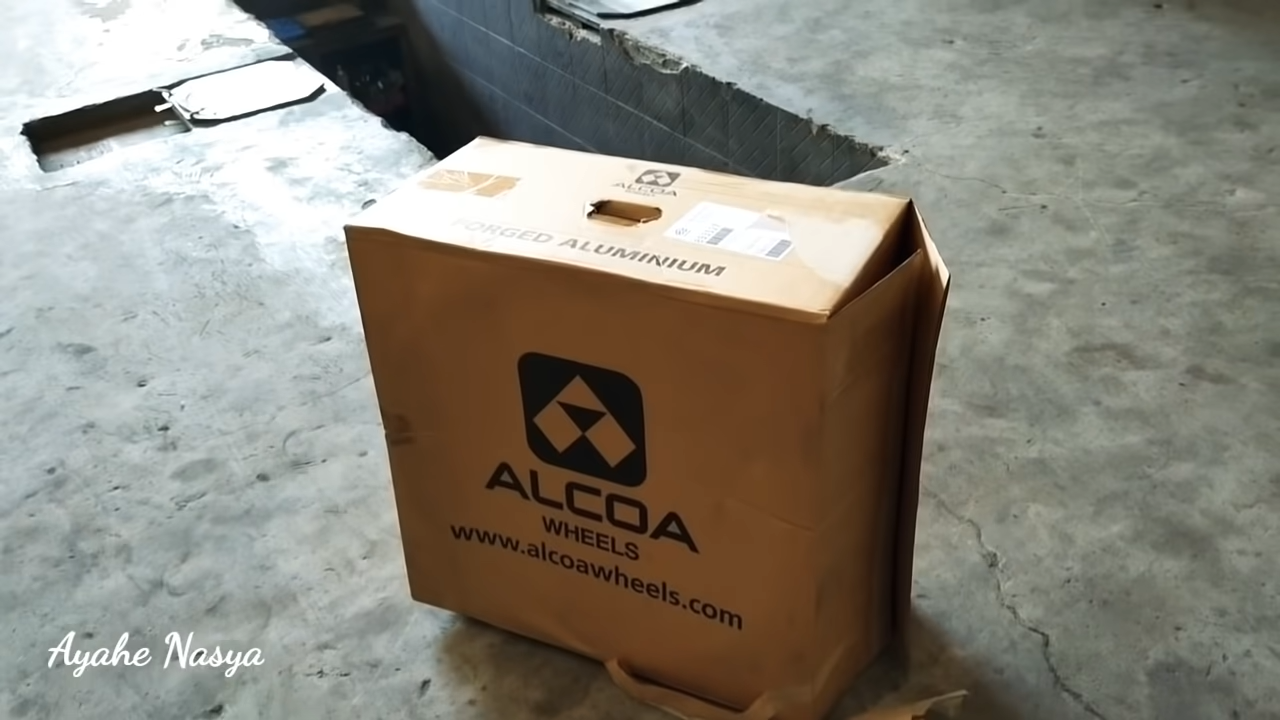 ALCOA
FORGED ALUMINIUM
ALCOA
WHEELS
www.alcoawheels.com
Ayahe Nasya